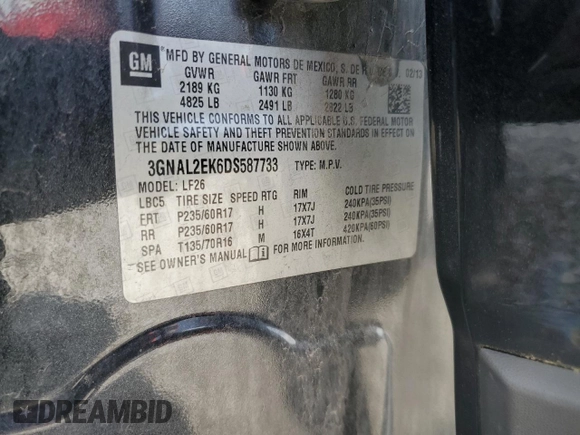 GM
MFD BY GENERAL MOTORS DE MEXICO, S. DE R 02/13
GVWR GAWR FRT GAWR RR
2189 KG 1130 KG 1280 KG
4825 LB 2491 LB 2822 LB
THIS VEHICLE CONFORMS TO ALL APPLICABLE U.S. FEDERAL MOTOR
VEHICLE SAFETY AND THEFT PREVENTION STANDARDS IN EFFECT ON
THE DATE OF MANUFACTURE SHOWN ABOVE.
3GNAL2EK6DS587733 TYPE: M.P.V.
MODEL: LF26
LBC5 TIRE SIZE SPEED RTG RIM COLD TIRE PRESSURE
FRT P235/60R17 H 17X7J 240KPA(35PSI)
RR P235/60R17 H 17X7J 240KPA(35PSI)
SPA T135/70R16 M 16X4T 420KPA(60PSI)
SEE OWNER'S MANUAL FOR MORE INFORMATION.
DREAMBID